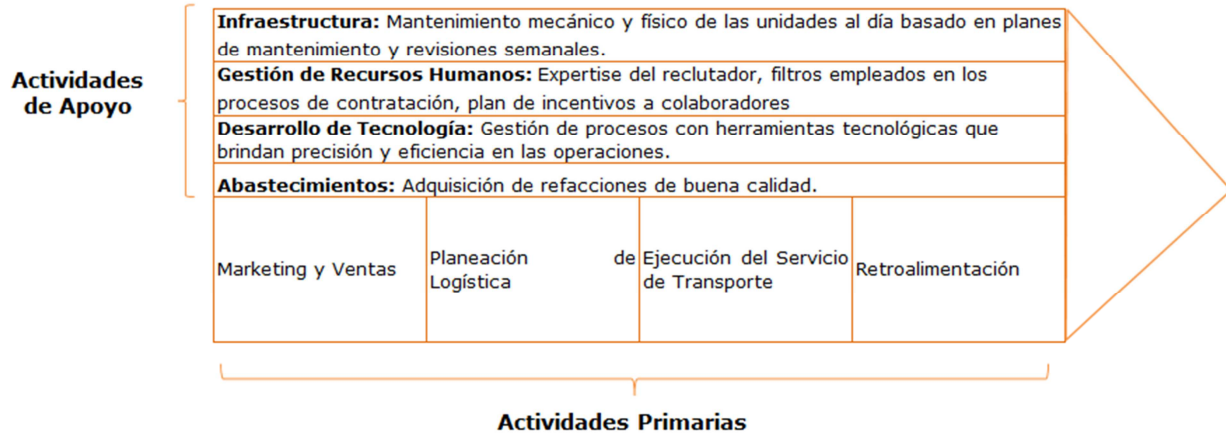 Infraestructura: Mantenimiento mecánico y físico de las unidades al día basado en planes
de mantenimiento y revisiones semanales.
Actividades
de Apoyo
Gestión de Recursos Humanos: Expertise del reclutador, filtros empleados en los
procesos de contratación, plan de incentivos a colaboradores
Desarrollo de Tecnología: Gestión de procesos con herramientas tecnológicas que
brindan precisión y eficiencia en las operaciones.
Abastecimientos: Adquisición de refacciones de buena calidad.
Marketing y Ventas
Planeación de
Logística
Ejecución del Servicio
de Transporte
Retroalimentación
Actividades Primarias